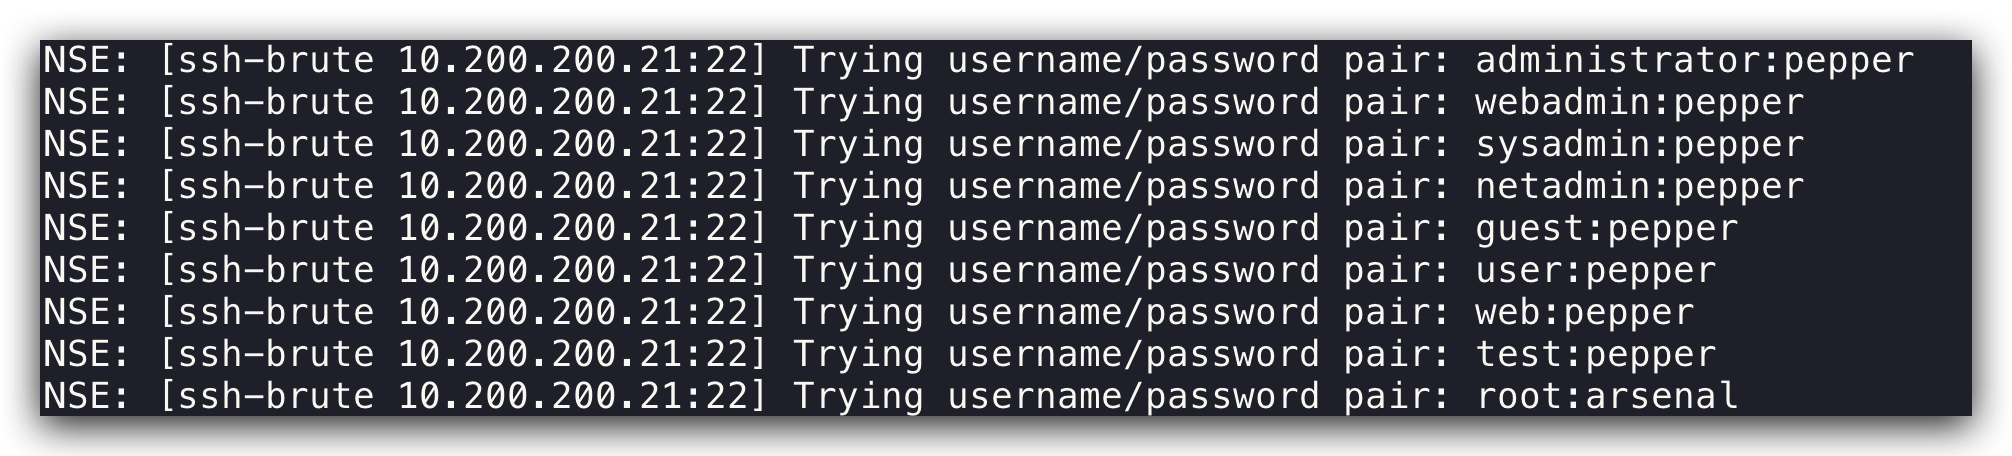 NSE: [ssh-brute 10.200.200.21:22] Trying username/password pair: administrator:pepper
NSE: [ssh-brute 10.200.200.21:22] Trying username/password pair: webadmin:pepper
NSE: [ssh-brute 10.200.200.21:22] Trying username/password pair: sysadmin:pepper
NSE: [ssh-brute 10.200.200.21:22] Trying username/password pair: netadmin:pepper
NSE: [ssh-brute 10.200.200.21:22] Trying username/password pair: guest:pepper
NSE: [ssh-brute 10.200.200.21:22] Trying username/password pair: user:pepper
NSE: [ssh-brute 10.200.200.21:22] Trying username/password pair: web:pepper
NSE: [ssh-brute 10.200.200.21:22] Trying username/password pair: test:pepper
NSE: [ssh-brute 10.200.200.21:22] Trying username/password pair: root:arsenal